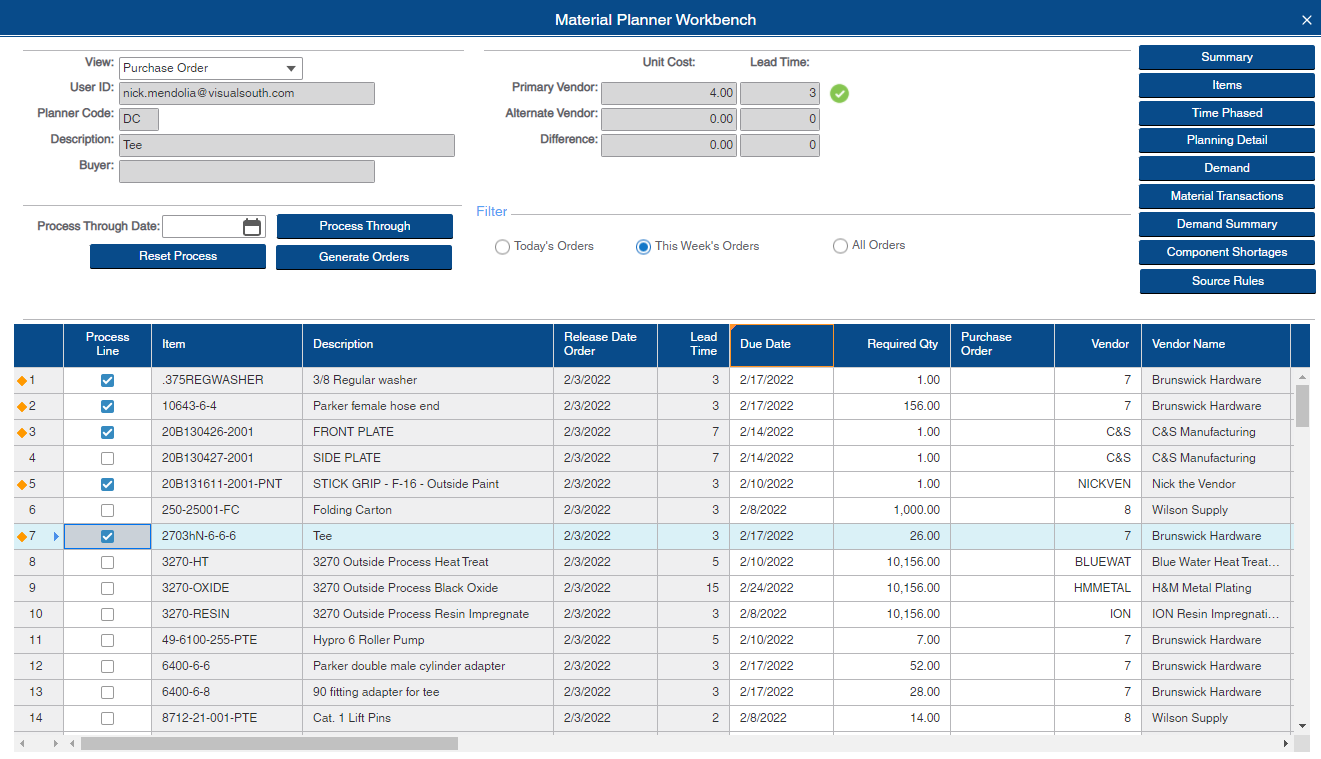 Material Planner Workbench
View: Purchase Order
User ID: nick.mendolia@visualsouth.com
Planner Code: DC
Description: Tee
Buyer:
Unit Cost: Lead Time:
Primary Vendor: 4.00 3
Alternate Vendor: 0.00 0
Difference: 0.00 0
Summary
Items
Time Phased
Planning Detail
Demand
Material Transactions
Demand Summary
Component Shortages
Source Rules
Process Through Date: Process Through
Reset Process Generate Orders
Filter
Today's Orders This Week's Orders All Orders
Process Line Item Description Release Date Order Lead Time Due Date Required Qty Purchase Order Vendor Vendor Name
1 .375REGWASHER 3/8 Regular washer 2/3/2022 3 2/17/2022 1.00 7 Brunswick Hardware
2 10643-6-4 Parker female hose end 2/3/2022 3 2/17/2022 156.00 7 Brunswick Hardware
3 20B130426-2001 FRONT PLATE 2/3/2022 7 2/14/2022 1.00 C&S C&S Manufacturing
4 20B130427-2001 SIDE PLATE 2/3/2022 7 2/14/2022 1.00 C&S C&S Manufacturing
5 20B131611-2001-PNT STICK GRIP - F-16 - Outside Paint 2/3/2022 3 2/10/2022 1.00 NICKVEN Nick the Vendor
6 250-25001-FC Folding Carton 2/3/2022 3 2/8/2022 1,000.00 8 Wilson Supply
7 2703hN-6-6-6 Tee 2/3/2022 3 2/17/2022 26.00 7 Brunswick Hardware
8 3270-HT 3270 Outside Process Heat Treat 2/3/2022 5 2/10/2022 10,156.00 BLUEWAT Blue Water Heat Treat...
9 3270-OXIDE 3270 Outside Process Black Oxide 2/3/2022 15 2/24/2022 10,156.00 HMMETAL H&M Metal Plating
10 3270-RESIN 3270 Outside Process Resin Impregnate 2/3/2022 3 2/8/2022 10,156.00 ION ION Resin Impregnati...
11 49-6100-255-PTE Hypro 6 Roller Pump 2/3/2022 5 2/10/2022 7.00 7 Brunswick Hardware
12 6400-6-6 Parker double male cylinder adapter 2/3/2022 3 2/17/2022 52.00 7 Brunswick Hardware
13 6400-6-8 90 fitting adapter for tee 2/3/2022 3 2/17/2022 28.00 7 Brunswick Hardware
14 8712-21-001-PTE Cat. 1 Lift Pins 2/3/2022 2 2/8/2022 14.00 8 Wilson Supply